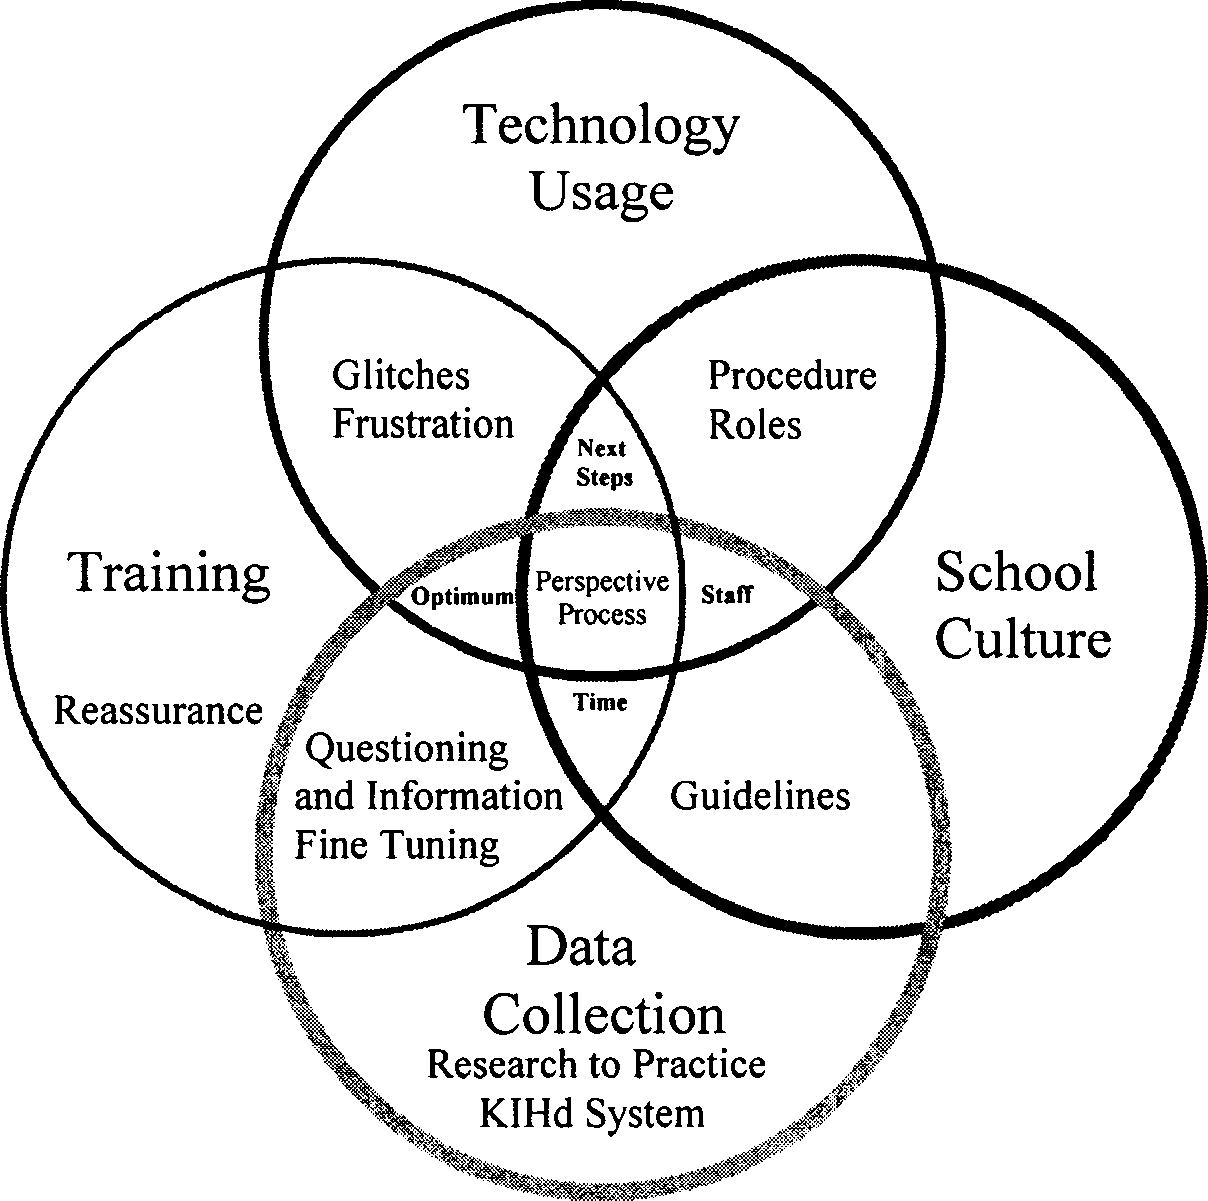 Technology
Usage
Glitches
Frustration
Procedure
Roles
Next
Steps
Training
Optimum
Perspective
Process
Staff
School
Culture
Reassurance
Time
Questioning
and Information
Fine Tuning
Guidelines
Data
Collection
Research to Practice
KIHd System